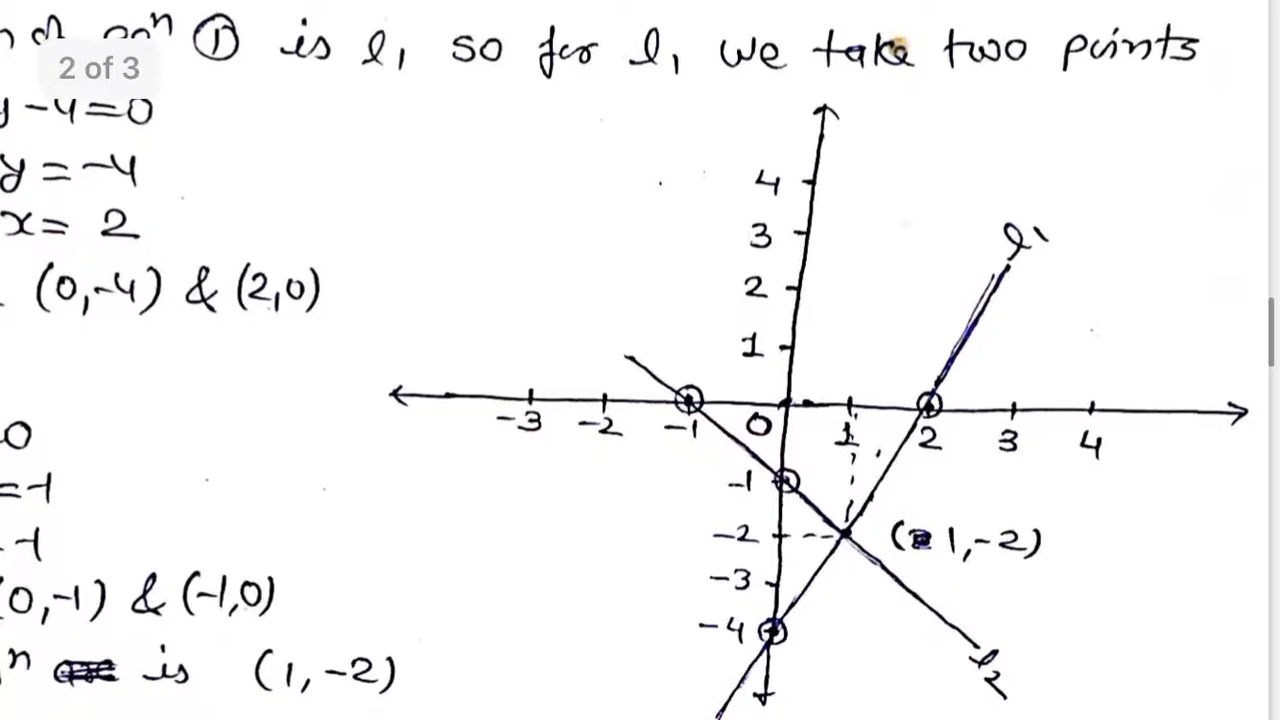 is l₁ so for l₁ we take two points
2 of 3
y - 4 = 0
y = -4
x = 2
(0,-4) & (2,0)
0
= -1
-1
(0,-1) & (-1,0)
n is (1,-2)
4
3
2
1
-3 -2 -1 0 1 2 3 4
-1
-2
-3
-4
l₁
(1,-2)
l₂